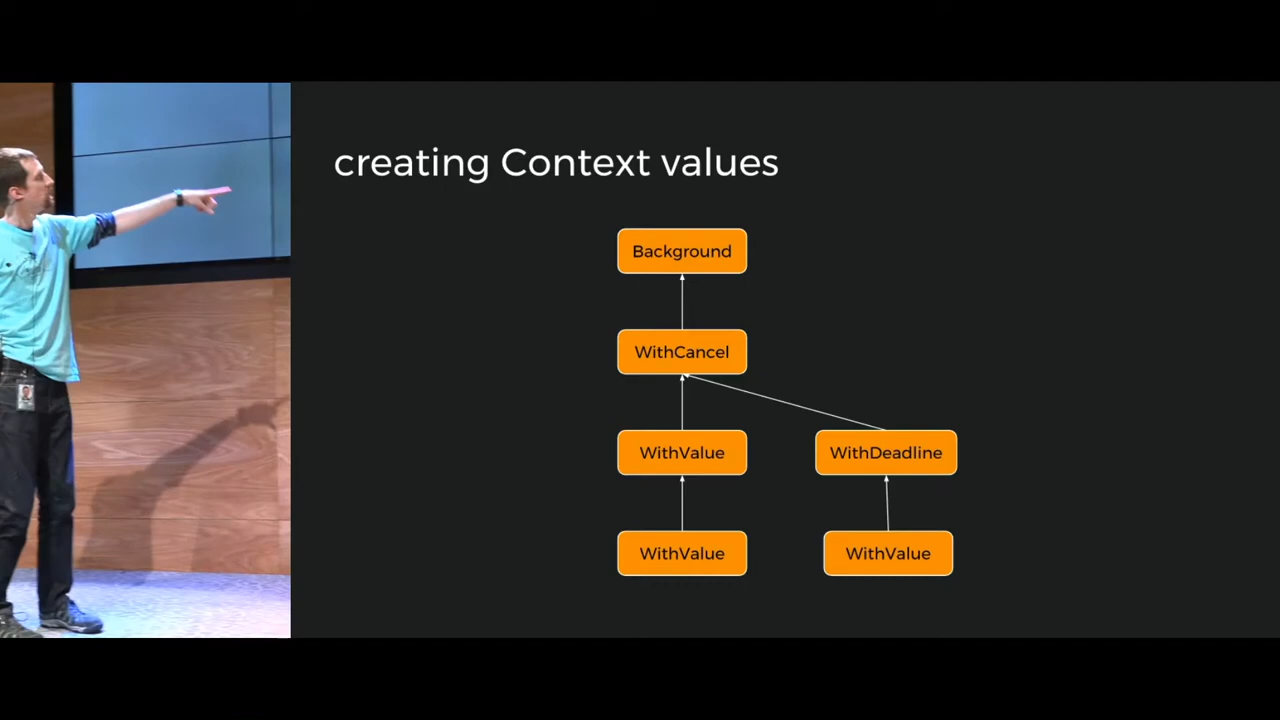 creating Context values
Background
WithCancel
WithValue
WithDeadline
WithValue
WithValue